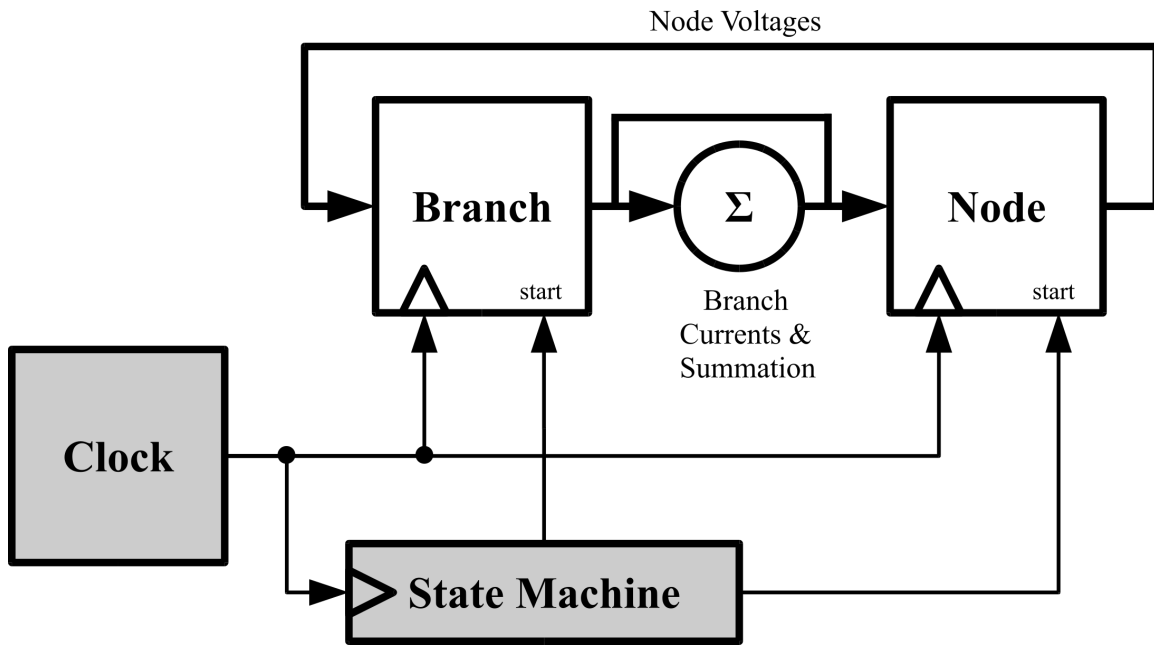 Node Voltages
Branch
Σ
Node
start
start
Branch
Currents &
Summation
Clock
State Machine